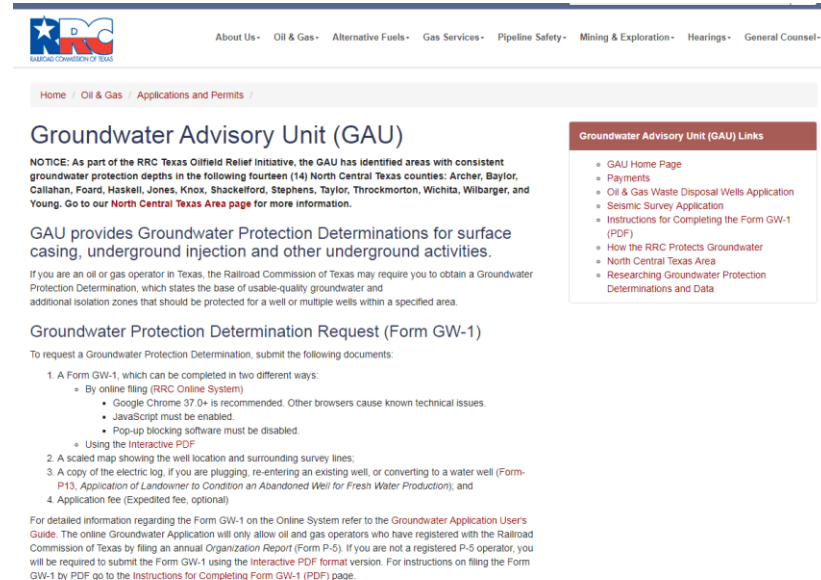 RRC
RAILROAD COMMISSION OF TEXAS
About Us- Oil & Gas- Alternative Fuels- Gas Services- Pipeline Safety- Mining & Exploration- Hearings- General Counsel-
Home / Oil & Gas / Applications and Permits /
Groundwater Advisory Unit (GAU)
NOTICE: As part of the RRC Texas Oilfield Relief Initiative, the GAU has identified areas with consistent
groundwater protection depths in the following fourteen (14) North Central Texas counties: Archer, Baylor,
Callahan, Foard, Haskell, Jones, Knox, Shackelford, Stephens, Taylor, Throckmorton, Wichita, Wilbarger, and
Young. Go to our North Central Texas Area page for more information.
GAU provides Groundwater Protection Determinations for surface
casing, underground injection and other underground activities.
If you are an oil or gas operator in Texas, the Railroad Commission of Texas may require you to obtain a Groundwater
Protection Determination, which states the base of usable-quality groundwater and
additional isolation zones that should be protected for a well or multiple wells within a specified area.
Groundwater Protection Determination Request (Form GW-1)
To request a Groundwater Protection Determination, submit the following documents:
1. A Form GW-1, which can be completed in two different ways:
By online filing (RRC Online System)
Google Chrome 37.0+ is recommended. Other browsers cause known technical issues.
JavaScript must be enabled.
Pop-up blocking software must be disabled.
Using the Interactive PDF
2. A scaled map showing the well location and surrounding survey lines;
3. A copy of the electric log, if you are plugging, re-entering an existing well, or converting to a water well (Form-
P13, Application of Landowner to Condition an Abandoned Well for Fresh Water Production); and
4. Application fee (Expedited fee, optional)
For detailed information regarding the Form GW-1 on the Online System refer to the Groundwater Application User's
Guide. The online Groundwater Application will only allow oil and gas operators who have registered with the Railroad
Commission of Texas by filing an annual Organization Report (Form P-5). If you are not a registered P-5 operator, you
will be required to submit the Form GW-1 using the Interactive PDF format version. For instructions on filing the Form
GW-1 by PDF go to the Instructions for Completing Form GW-1 (PDF) page.
Groundwater Advisory Unit (GAU) Links
GAU Home Page
Payments
Oil & Gas Waste Disposal Wells Application
Seismic Survey Application
Instructions for Completing the Form GW-1
(PDF)
How the RRC Protects Groundwater
North Central Texas Area
Researching Groundwater Protection
Determinations and Data